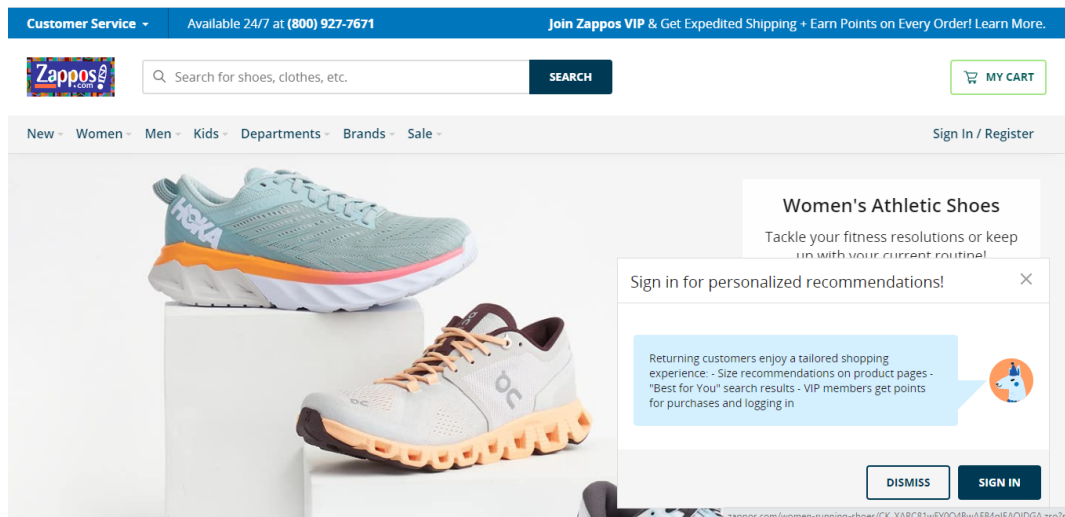 Customer Service
Available 24/7 at (800) 927-7671
Join Zappos VIP & Get Expedited Shipping + Earn Points on Every Order! Learn More.
Zappos
.com
Search for shoes, clothes, etc.
SEARCH
MY CART
New Women Men Kids Departments Brands Sale
Sign In / Register
HOKA
Women's Athletic Shoes
Tackle your fitness resolutions or keep
up with your current routine!
Sign in for personalized recommendations!
Returning customers enjoy a tailored shopping
experience: - Size recommendations on product pages -
"Best for You" search results - VIP members get points
for purchases and logging in
DISMISS
SIGN IN